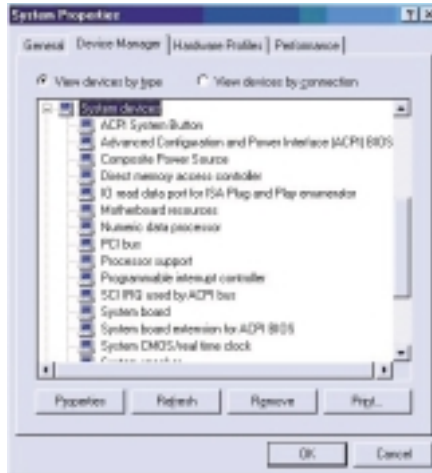 System Properties
General Device Manager Hardware Profiles Performance
View devices by type View devices by connection
System devices
ACPI System Button
Advanced Configuration and Power Interface (ACPI) BIOS
Composite Power Source
Direct memory access controller
IO read data port for ISA Plug and Play enumerator
Motherboard resources
Numeric data processor
PCI bus
Processor support
Programmable interrupt controller
SCI IRQ used by ACPI bus
System board
System board extension for ACPI BIOS
System CMOS/real time clock
System speaker
Properties Refresh Remove Print...
OK Cancel